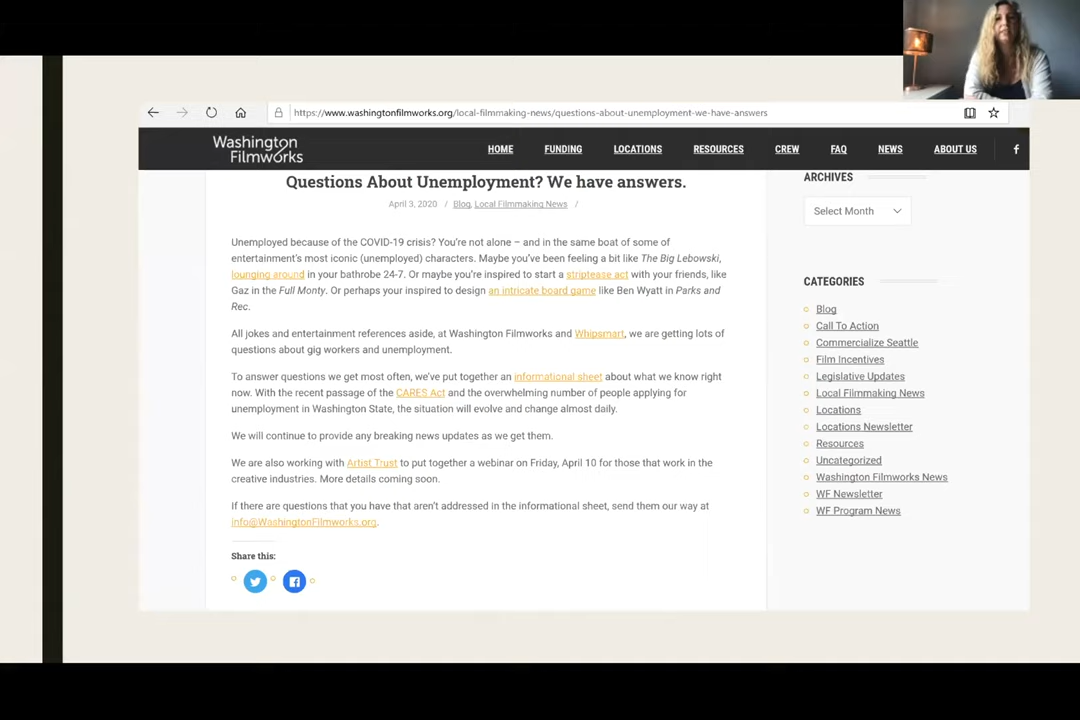 https://www.washingtonfilmworks.org/local-filmmaking-news/questions-about-unemployment-we-have-answers
Washington
Filmworks
HOME FUNDING LOCATIONS RESOURCES CREW FAQ NEWS ABOUT US
Questions About Unemployment? We have answers.
April 3, 2020 / Blog, Local Filmmaking News /
Unemployed because of the COVID-19 crisis? You're not alone – and in the same boat of some of
entertainment's most iconic (unemployed) characters. Maybe you've been feeling a bit like The Big Lebowski,
lounging around in your bathrobe 24-7. Or maybe you're inspired to start a striptease act with your friends, like
Gaz in the Full Monty. Or perhaps your inspired to design an intricate board game like Ben Wyatt in Parks and
Rec.
All jokes and entertainment references aside, at Washington Filmworks and Whipsmart, we are getting lots of
questions about gig workers and unemployment.
To answer questions we get most often, we've put together an informational sheet about what we know right
now. With the recent passage of the CARES Act and the overwhelming number of people applying for
unemployment in Washington State, the situation will evolve and change almost daily.
We will continue to provide any breaking news updates as we get them.
We are also working with Artist Trust to put together a webinar on Friday, April 10 for those that work in the
creative industries. More details coming soon.
If there are questions that you have that aren't addressed in the informational sheet, send them our way at
info@WashingtonFilmworks.org.
Share this:
ARCHIVES
Select Month
CATEGORIES
Blog
Call To Action
Commercialize Seattle
Film Incentives
Legislative Updates
Local Filmmaking News
Locations
Locations Newsletter
Resources
Uncategorized
Washington Filmworks News
WF Newsletter
WF Program News